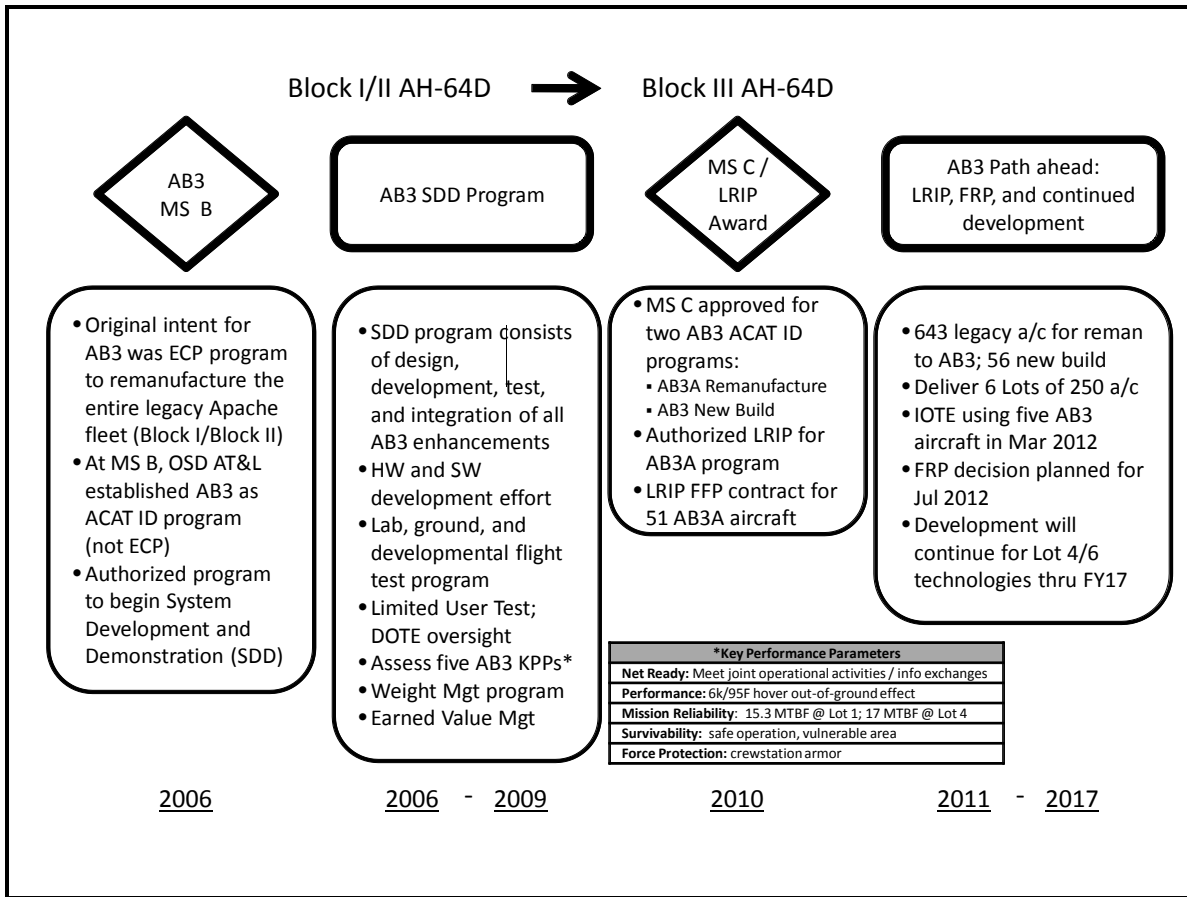 Block I/II AH-64D
Block III AH-64D
AB3
MS B
AB3 SDD Program
MS C /
LRIP
Award
AB3 Path ahead:
LRIP, FRP, and continued
development
• Original intent for
AB3 was ECP program
to remanufacture the
entire legacy Apache
fleet (Block I/Block II)
• At MS B, OSD AT&L
established AB3 as
ACAT ID program
(not ECP)
• Authorized program
to begin System
Development and
Demonstration (SDD)
• SDD program consists
of design,
development, test,
and integration of all
AB3 enhancements
• HW and SW
development effort
• Lab, ground, and
developmental flight
test program
• Limited User Test;
DOTE oversight
• Assess five AB3 KPPs*
• Weight Mgt program
• Earned Value Mgt
• MS C approved for
two AB3 ACAT ID
programs:
▪ AB3A Remanufacture
▪ AB3 New Build
• Authorized LRIP for
AB3A program
• LRIP FFP contract for
51 AB3A aircraft
• 643 legacy a/c for reman
to AB3; 56 new build
• Deliver 6 Lots of 250 a/c
• IOTE using five AB3
aircraft in Mar 2012
• FRP decision planned for
Jul 2012
• Development will
continue for Lot 4/6
technologies thru FY17
*Key Performance Parameters
Net Ready: Meet joint operational activities / info exchanges
Performance: 6k/95F hover out-of-ground effect
Mission Reliability: 15.3 MTBF @ Lot 1; 17 MTBF @ Lot 4
Survivability: safe operation, vulnerable area
Force Protection: crewstation armor
2006
2006 - 2009
2010
2011 - 2017